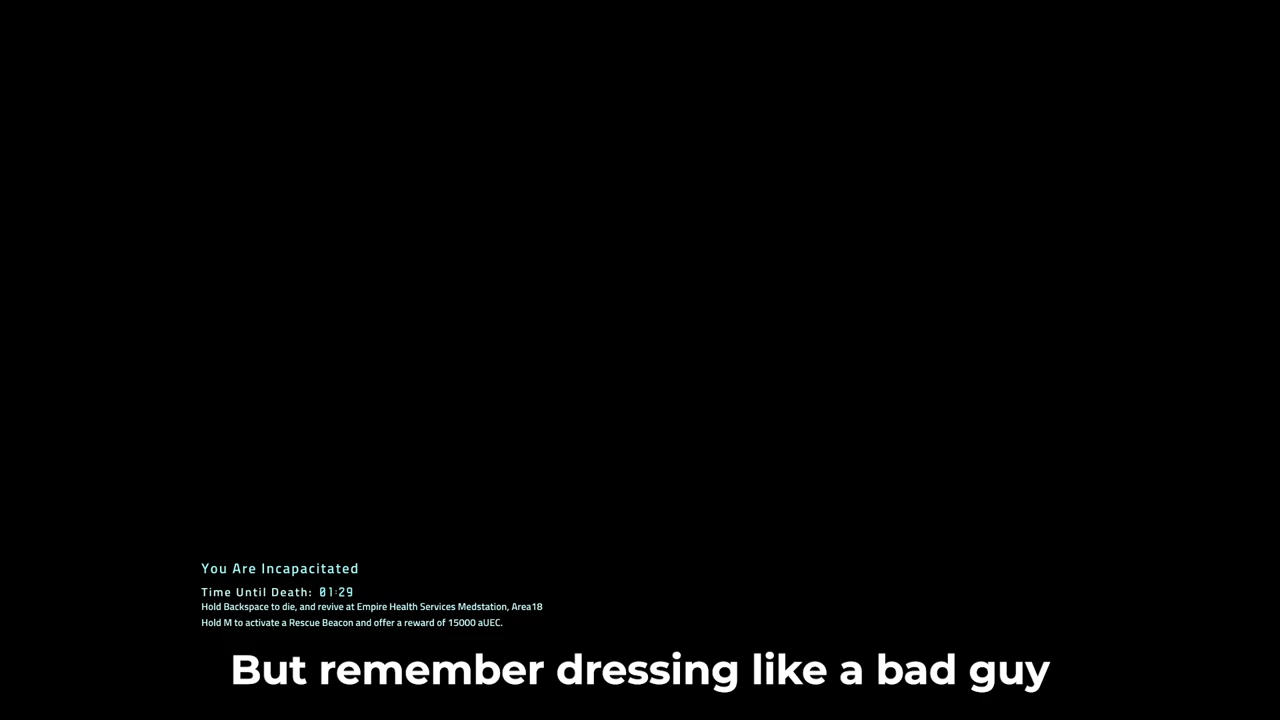 You Are Incapacitated
Time Until Death: 01:29
Hold Backspace to die, and revive at Empire Health Services Medstation, Area18
Hold M to activate a Rescue Beacon and offer a reward of 15000 aUEC.
But remember dressing like a bad guy